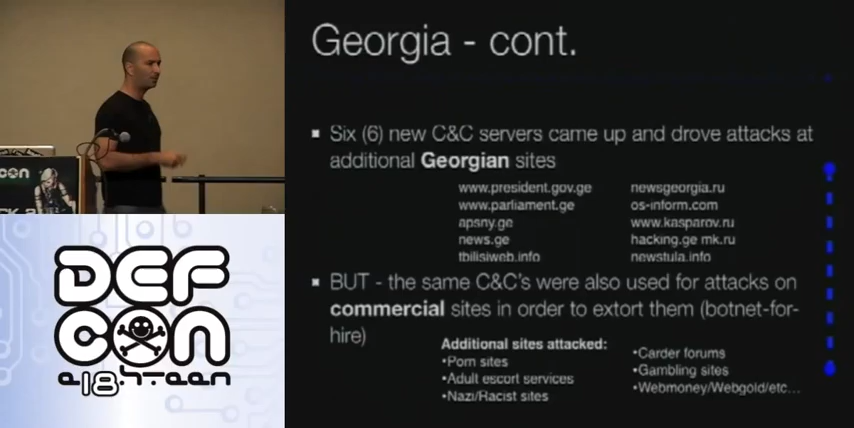 CON
Georgia - cont.
Six (6) new C&C servers came up and drove attacks at
additional Georgian sites
www.president.gov.ge
www.parliament.ge
apsny.ge
news.ge
tbilisiweb.info
newsgeorgia.ru
os-inform.com
www.kasparov.ru
hacking.ge mk.ru
newstula.info
BUT - the same C&C's were also used for attacks on
commercial sites in order to extort them (botnet-for-
hire)
Additional sites attacked:
•Porn sites
•Adult escort services
•Nazi/Racist sites
•Carder forums
•Gambling sites
•Webmoney/Webgold/etc...
DEF
CON
e18hteen